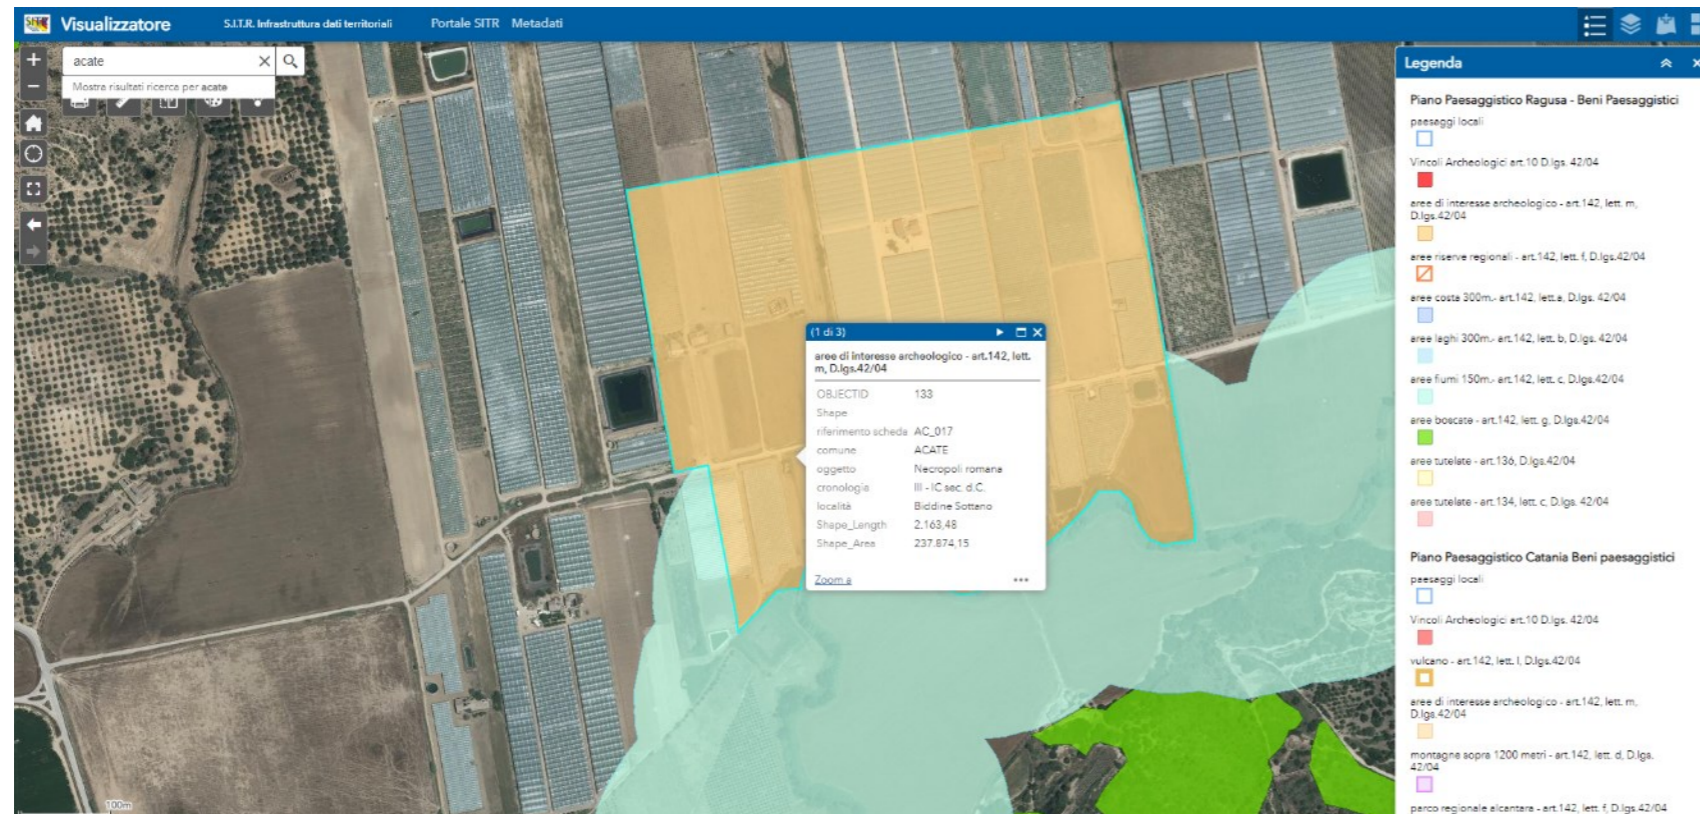 Visualizzatore
S.I.T.R. Infrastruttura dati territoriali
Portale SITR
Metadati
acate
Mostra risultati ricerca per acate
(1 di 3)
aree di interesse archeologico - art.142, lett.
m, D.lgs.42/04
OBJECTID 133
Shape
riferimento scheda AC_017
comune ACATE
oggetto Necropoli romana
cronologia III - IC sec. d.C.
località Biddine Sottano
Shape_Length 2.163,48
Shape_Area 237.874,15
Zoom a
100m
Legenda
Piano Paesaggistico Ragusa - Beni Paesaggistici
paesaggi locali
Vincoli Archeologici art.10 D.lgs. 42/04
aree di interesse archeologico - art.142, lett. m,
D.lgs.42/04
aree riserve regionali - art.142, lett. f, D.lgs.42/04
aree costa 300m.- art.142, lett.a, D.lgs. 42/04
aree laghi 300m.- art.142, lett. b, D.lgs. 42/04
aree fiumi 150m.- art.142, lett. c, D.lgs.42/04
aree boscate - art.142, lett. g, D.lgs.42/04
aree tutelate - art.136, D.lgs.42/04
aree tutelate - art.134, lett. c, D.lgs. 42/04
Piano Paesaggistico Catania Beni paesaggistici
paesaggi locali
Vincoli Archeologici art.10 D.lgs. 42/04
vulcano - art.142, lett. l, D.lgs.42/04
aree di interesse archeologico - art.142, lett. m,
D.lgs.42/04
montagne sopra 1200 metri - art.142, lett. d, D.lgs.
42/04
parco regionale alcantara - art.142, lett. f, D.lgs.42/04